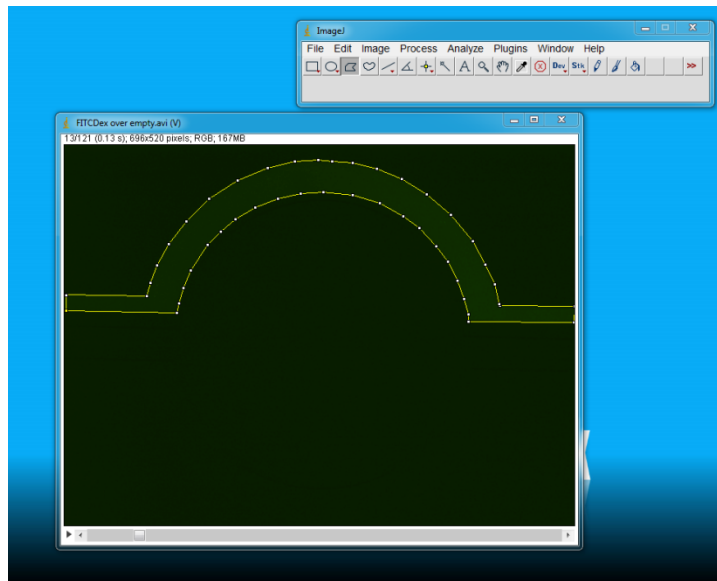 ImageJ
File Edit Image Process Analyze Plugins Window Help
A Dev Stk >>
FITCDex over empty.avi (V)
13/121 (0.13 s); 696x520 pixels; RGB; 167MB